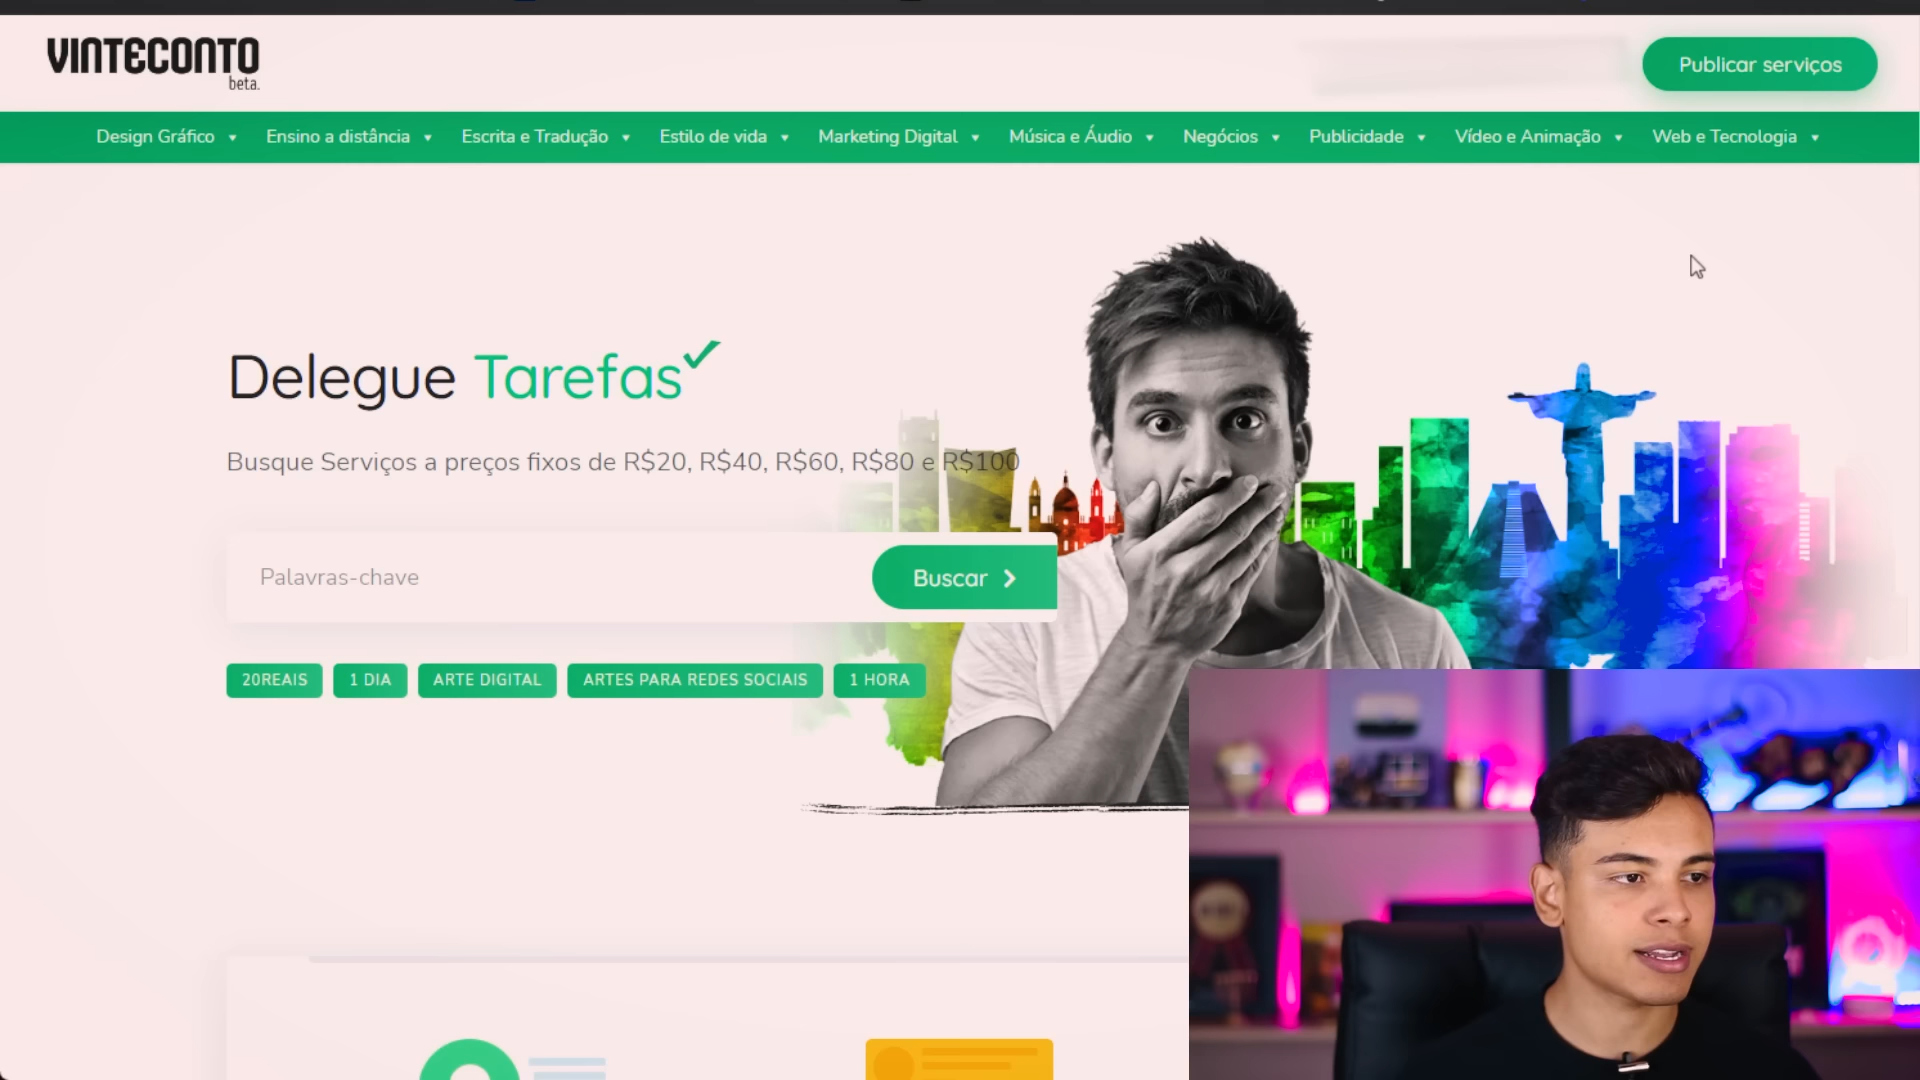 VINTECONTO
beta.
Publicar serviços
Design Gráfico Ensino a distância Escrita e Tradução Estilo de vida Marketing Digital Música e Áudio Negócios Publicidade Vídeo e Animação Web e Tecnologia
Delegue Tarefas
Busque Serviços a preços fixos de R$20, R$40, R$60, R$80 e R$100
Palavras-chave
Buscar
20REAIS 1 DIA ARTE DIGITAL ARTES PARA REDES SOCIAIS 1 HORA